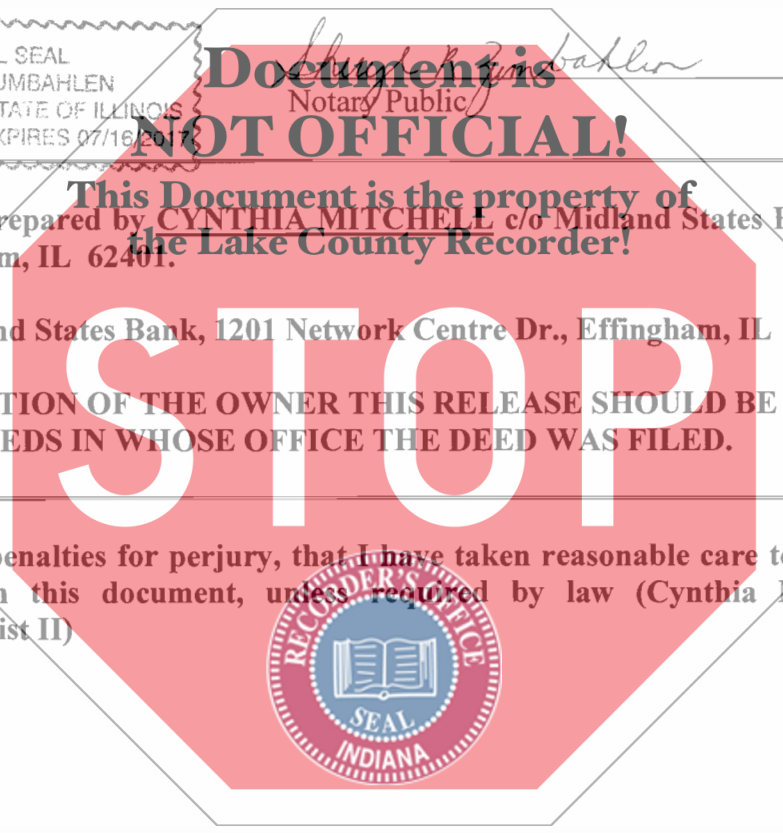 L SEAL
UMBAHLEN
TATE OF ILLINOIS
XPIRES 07/16/2017
Document is
Notary Public
NOT OFFICIAL!
This Document is the property of
repared by CYNTHIA MITCHELL c/o Midland States
the Lake County Recorder!
m, IL 62401.
nd States Bank, 1201 Network Centre Dr., Effingham, IL
STOP
TION OF THE OWNER THIS RELEASE SHOULD BE
EDS IN WHOSE OFFICE THE DEED WAS FILED.
penalties for perjury, that I have taken reasonable care to
n this document, unless required by law (Cynthia
ist II)
RECORDER'S OFFICE
SEAL
INDIANA